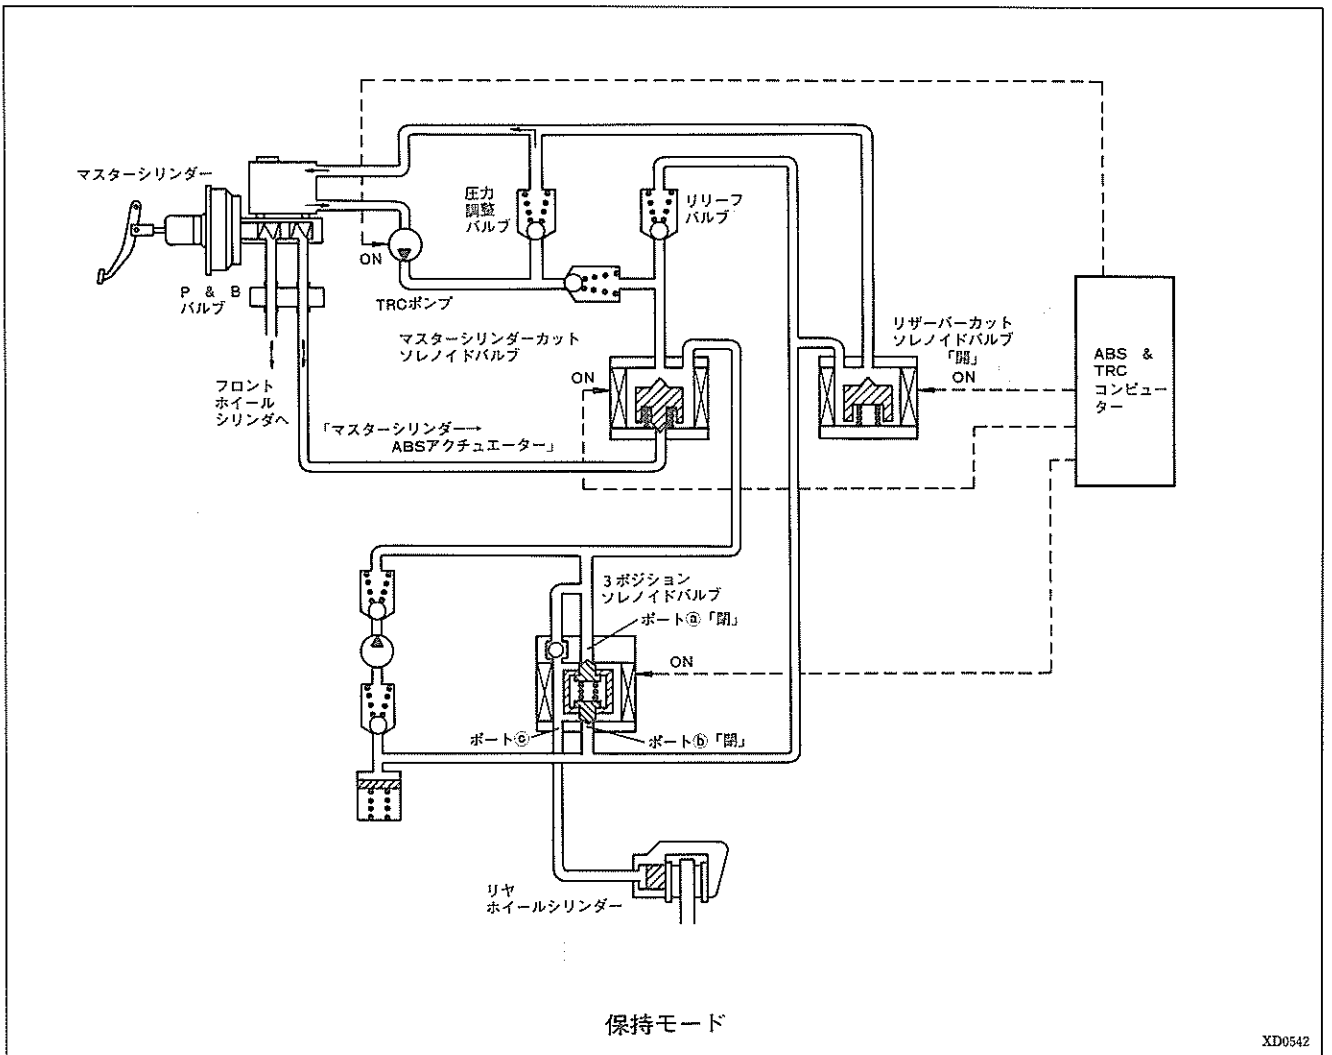 マスターシリンダー
圧力
調整
バルブ
リリーフ
バルブ
ON
P & B
バルブ
TRCポンプ
マスターシリンダーカット
ソレノイドバルブ
リザーバーカット
ソレノイドバルブ
「開」
ABS &
TRC
コンピュ
ーター
ON
ON
フロント
ホイール
シリンダへ
「マスターシリンダー→
ABSアクチュエーター」
3ポジション
ソレノイドバルブ
ポートⓐ「閉」
ON
ポートⓒ
ポートⓑ「閉」
リヤ
ホイールシリンダー
保持モード
XD0542